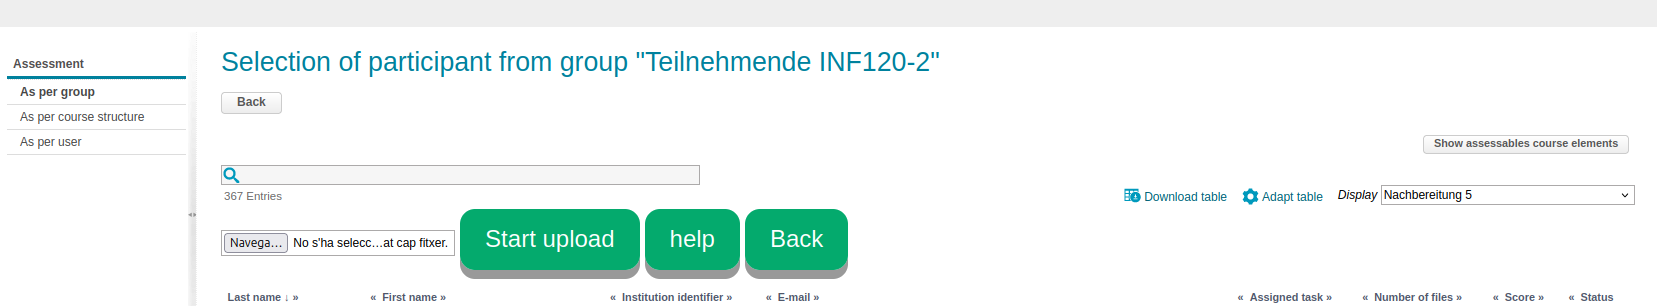 Assessment
As per group
As per course structure
As per user
Selection of participant from group "Teilnehmende INF120-2"
Back
Show assessables course elements
367 Entries
Download table Adapt table Display Nachbereitung 5
Navega... No s'ha selecc...at cap fitxer. Start upload help Back
Last name ↓ » « First name » « Institution identifier » « E-mail » « Assigned task » « Number of files » « Score » « Status